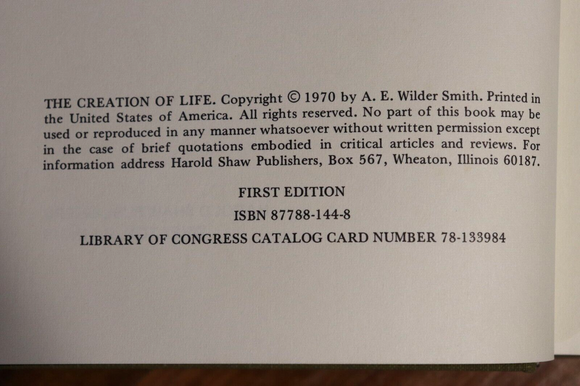 THE CREATION OF LIFE. Copyright © 1970 by A. E. Wilder Smith. Printed in
the United States of America. All rights reserved. No part of this book may be
used or reproduced in any manner whatsoever without written permission except
in the case of brief quotations embodied in critical articles and reviews. For
information address Harold Shaw Publishers, Box 567, Wheaton, Illinois 60187.
FIRST EDITION
ISBN 87788-144-8
LIBRARY OF CONGRESS CATALOG CARD NUMBER 78-133984